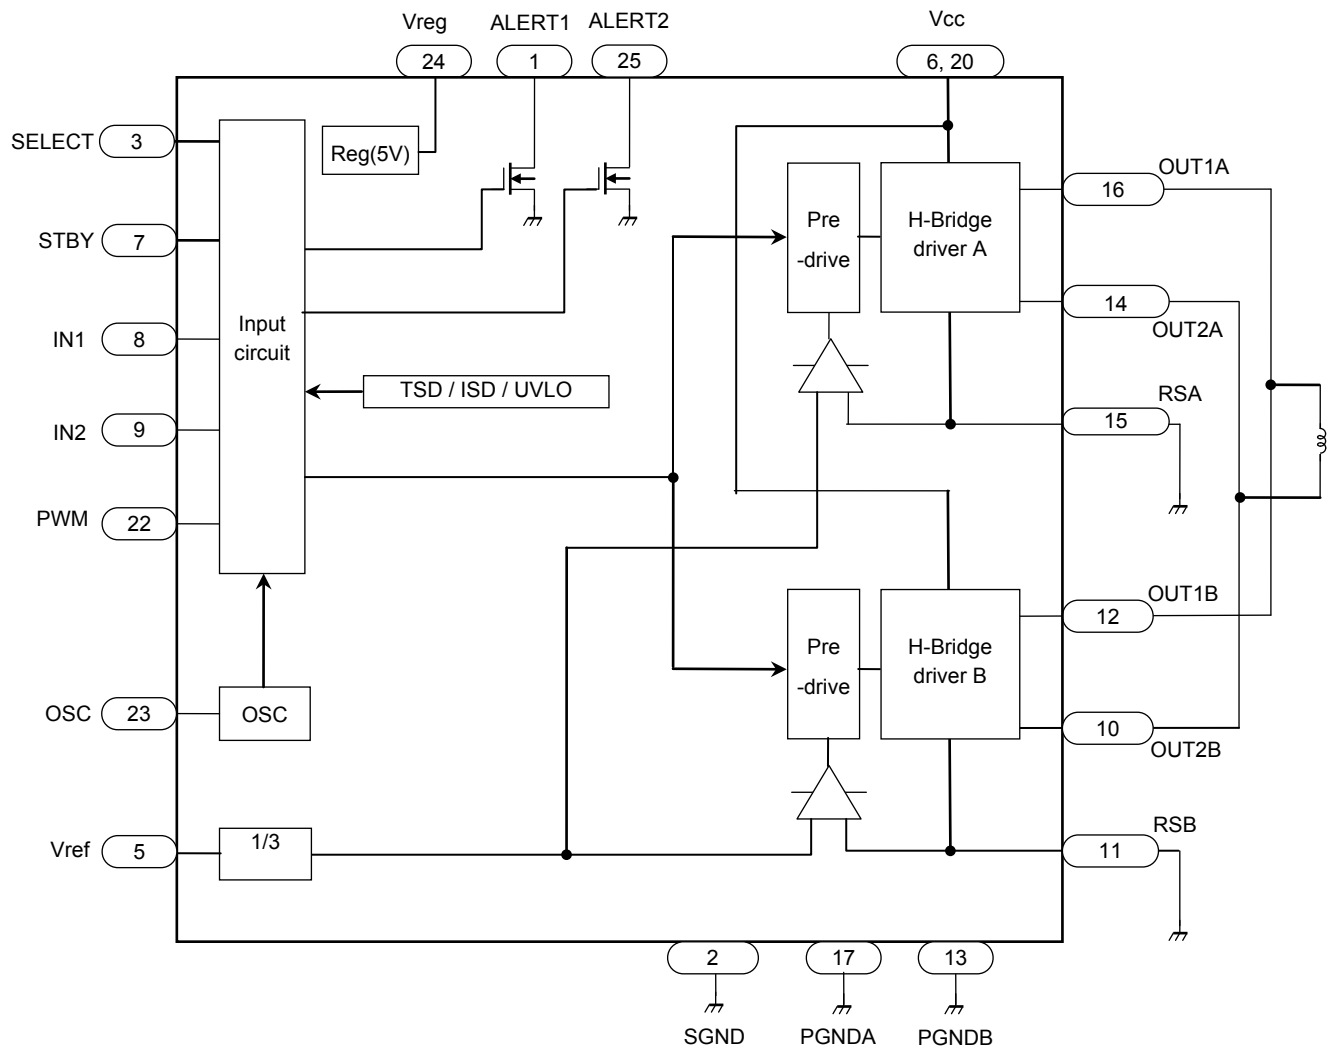 Vreg
ALERT1
ALERT2
Vcc
24
1
25
6, 20
SELECT
3
Reg(5V)
OUT1A
16
STBY
7
Pre
-drive
H-Bridge
driver A
14
OUT2A
IN1
8
Input
circuit
TSD / ISD / UVLO
RSA
15
IN2
9
PWM
22
OUT1B
12
Pre
-drive
H-Bridge
driver B
OSC
23
OSC
10
OUT2B
Vref
5
1/3
RSB
11
2
17
13
SGND
PGNDA
PGNDB